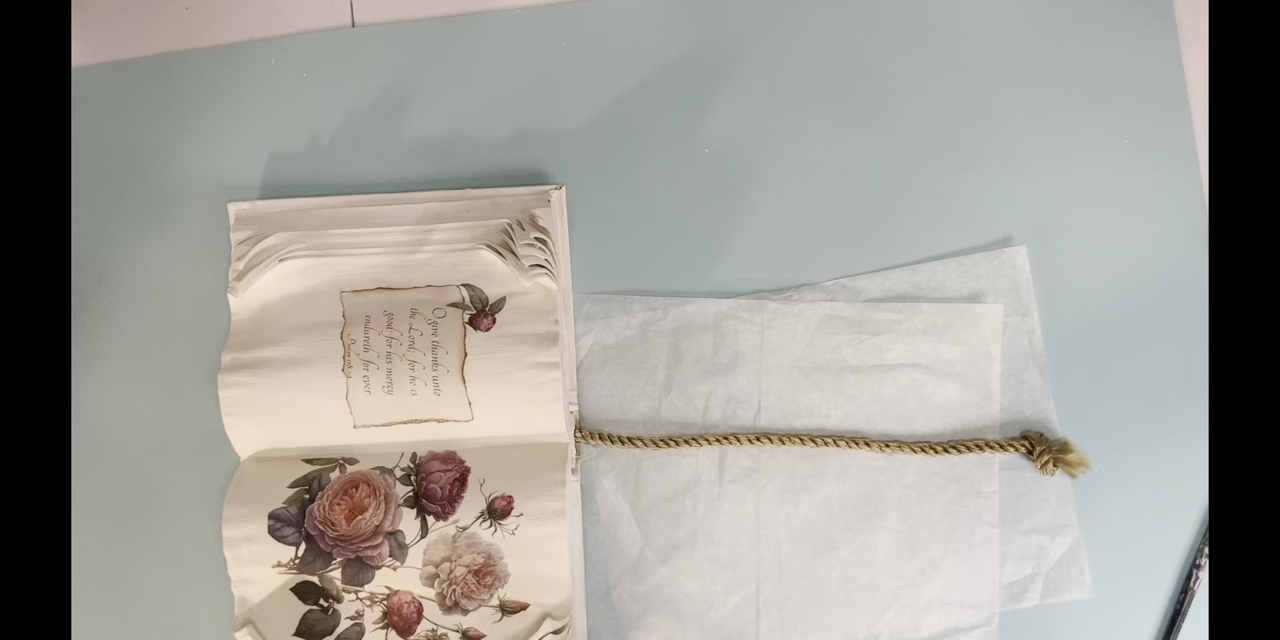 O give thanks unto
the Lord; for he is
good: for his mercy
endureth for ever.